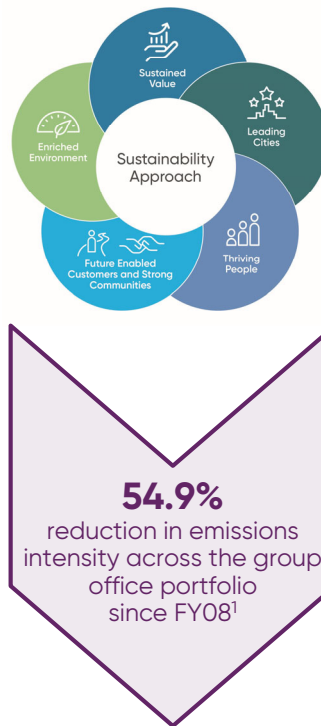 Sustained
Value
Leading
Cities
Enriched
Environment
Sustainability
Approach
Thriving
People
Future Enabled
Customers and Strong
Communities
54.9%
reduction in emissions
intensity across the group
office portfolio
since FY08¹